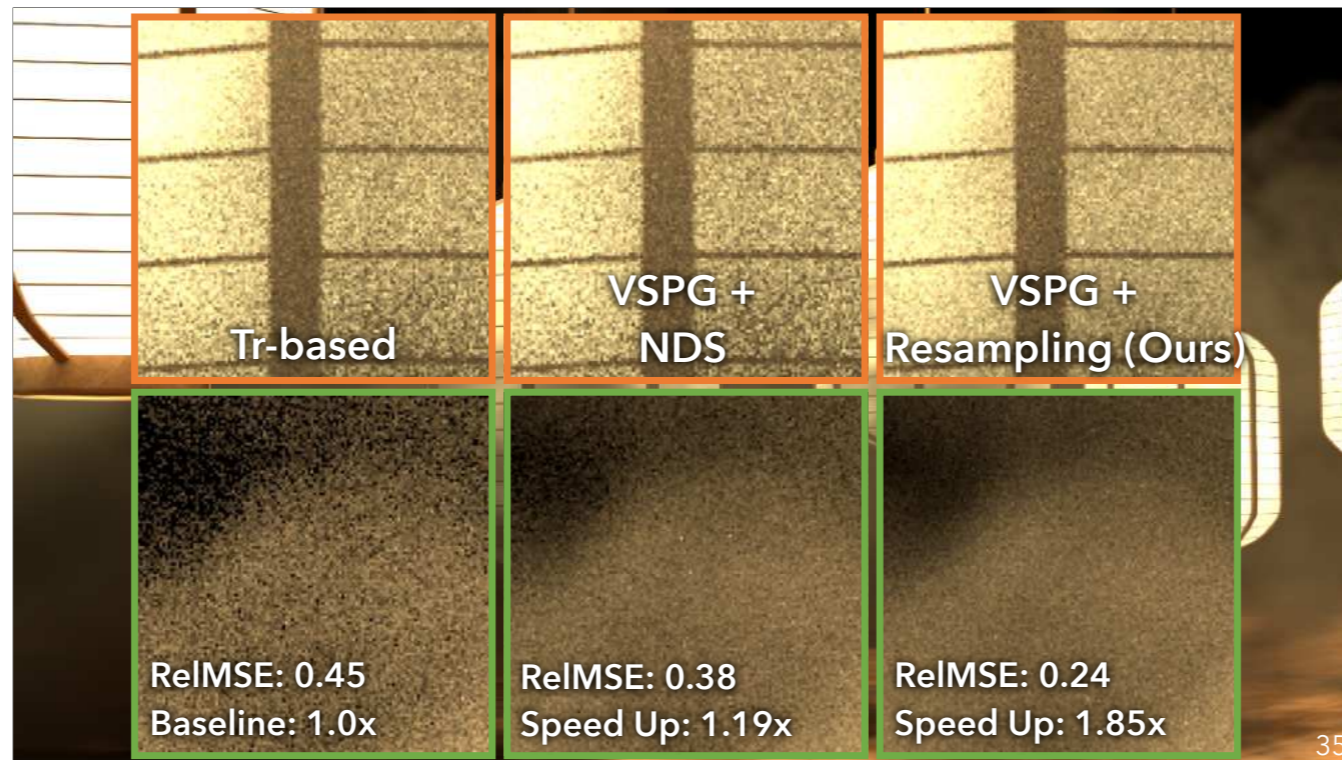 Tr-based
VSPG +
NDS
VSPG +
Resampling (Ours)
RelMSE: 0.45
Baseline: 1.0x
RelMSE: 0.38
Speed Up: 1.19x
RelMSE: 0.24
Speed Up: 1.85x
35